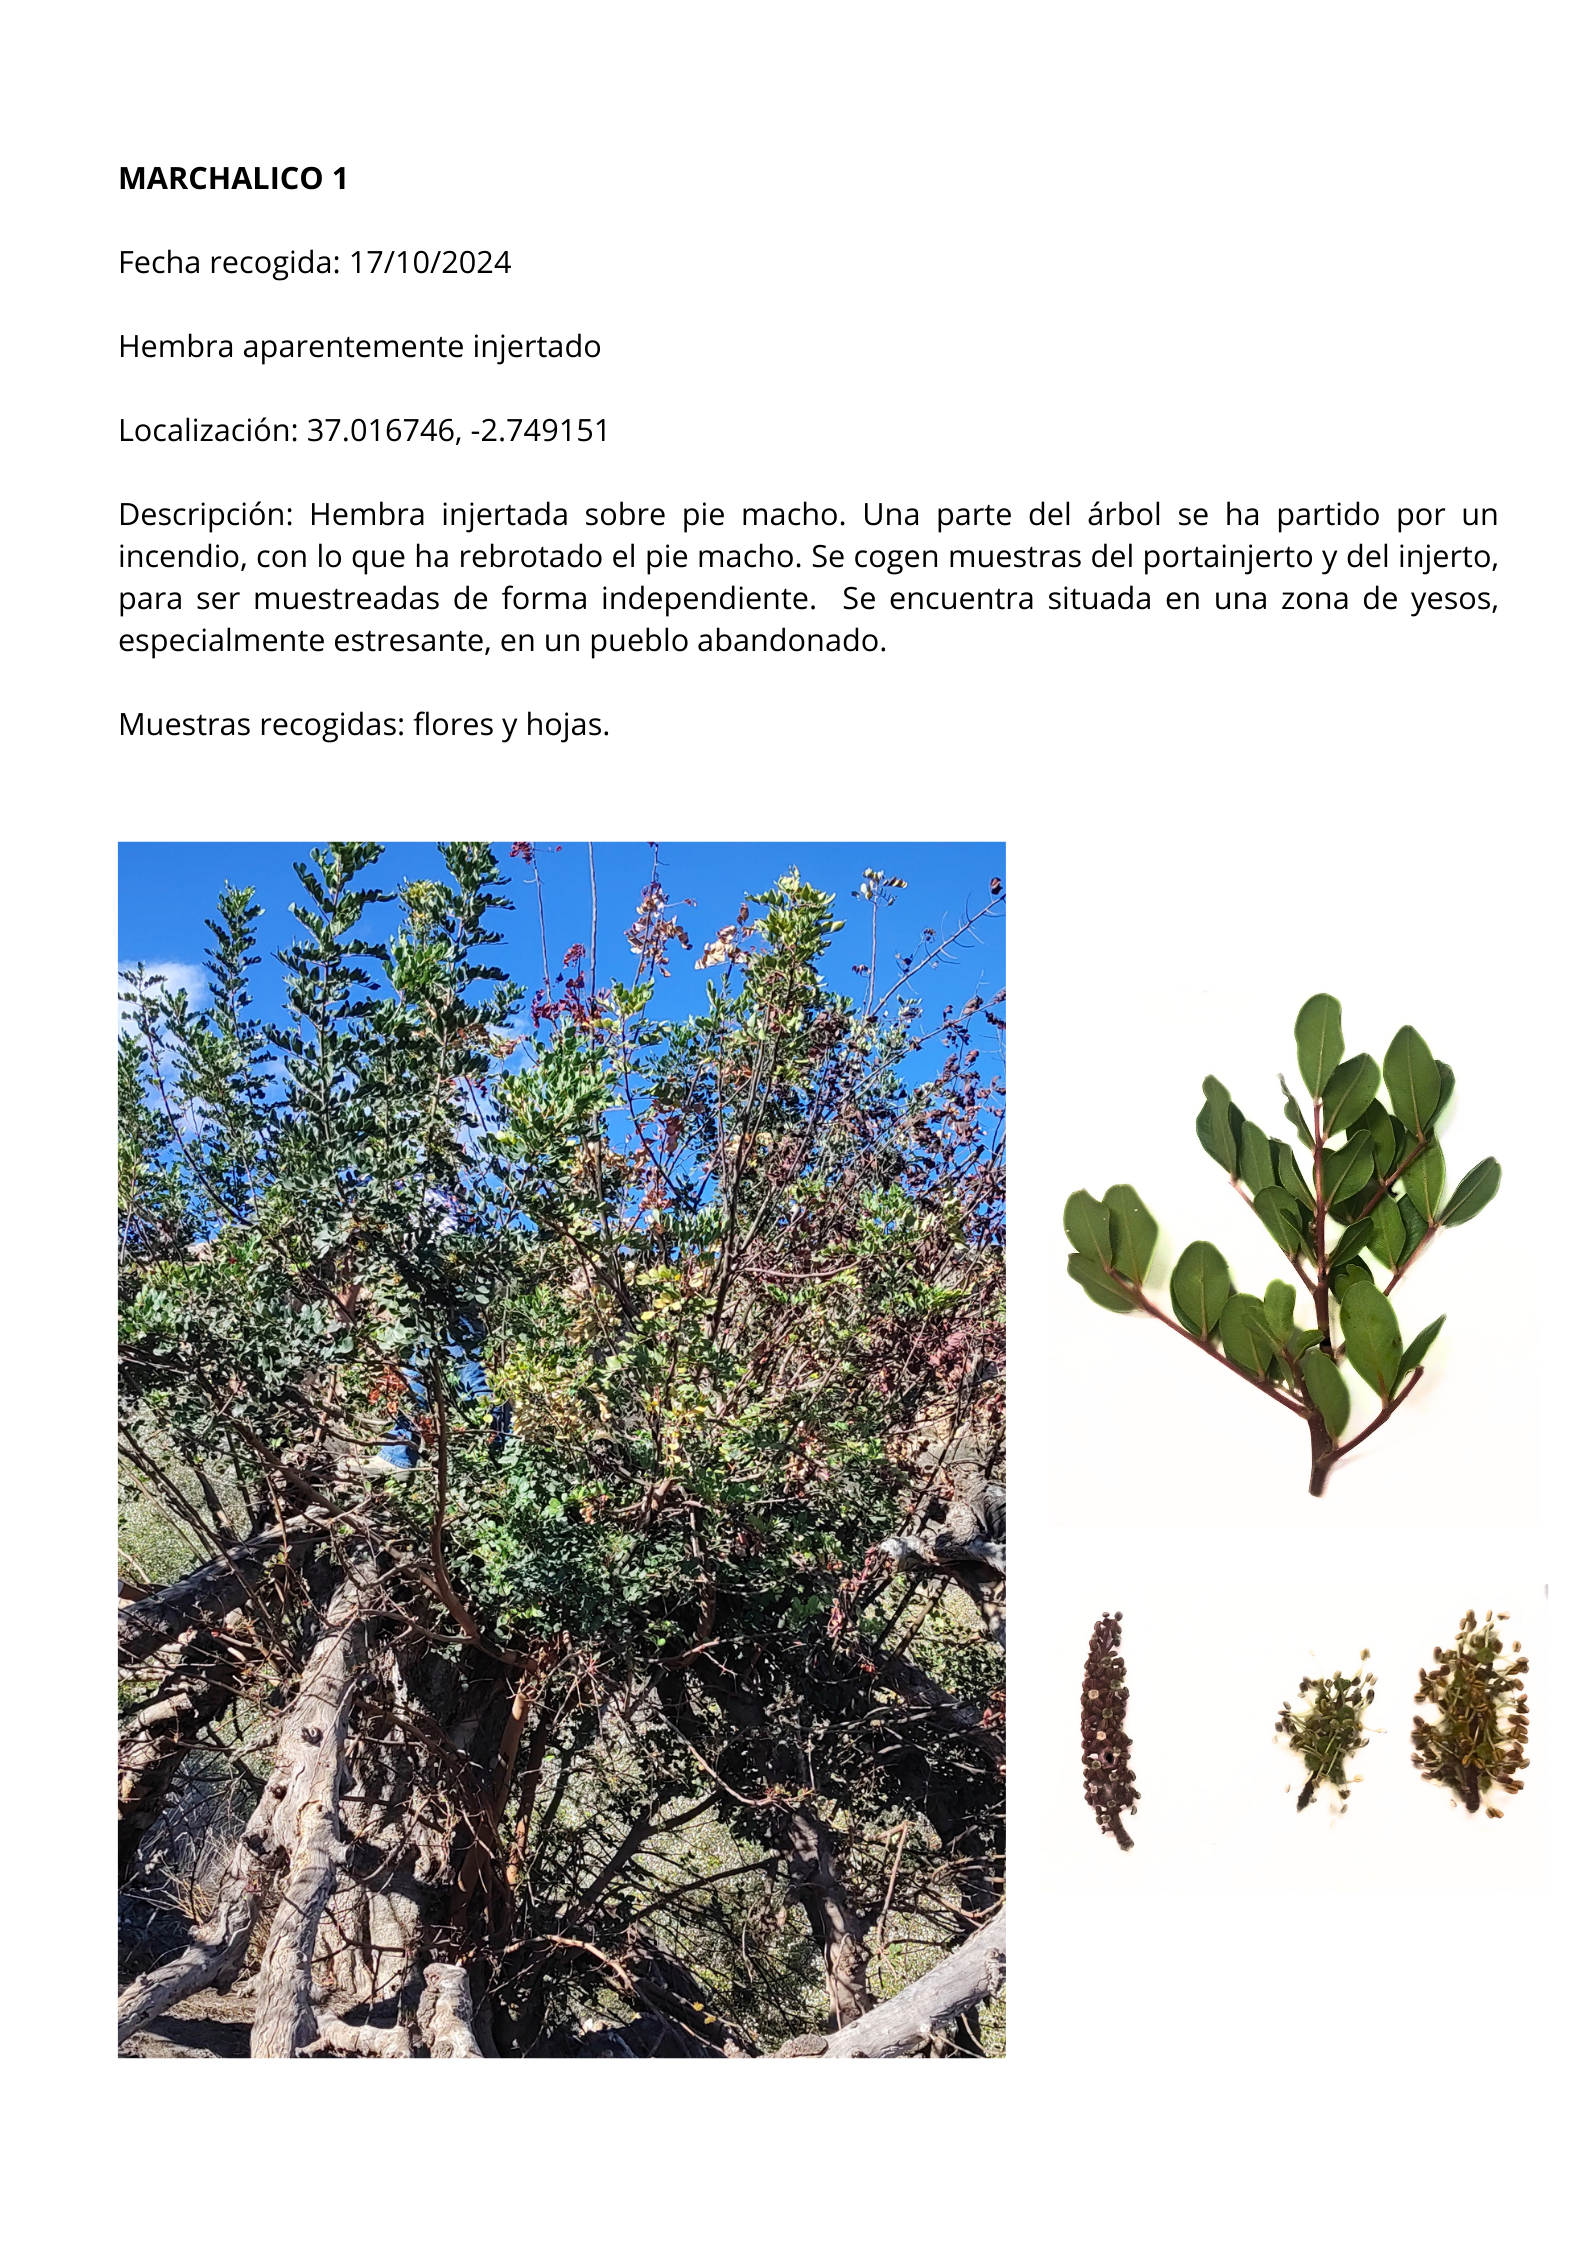 MARCHALICO 1
Fecha recogida: 17/10/2024
Hembra aparentemente injertado
Localización: 37.016746, -2.749151
Descripción: Hembra injertada sobre pie macho. Una parte del árbol se ha partido por un
incendio, con lo que ha rebrotado el pie macho. Se cogen muestras del portainjerto y del injerto,
para ser muestreadas de forma independiente.  Se encuentra situada en una zona de yesos,
especialmente estresante, en un pueblo abandonado.
Muestras recogidas: flores y hojas.